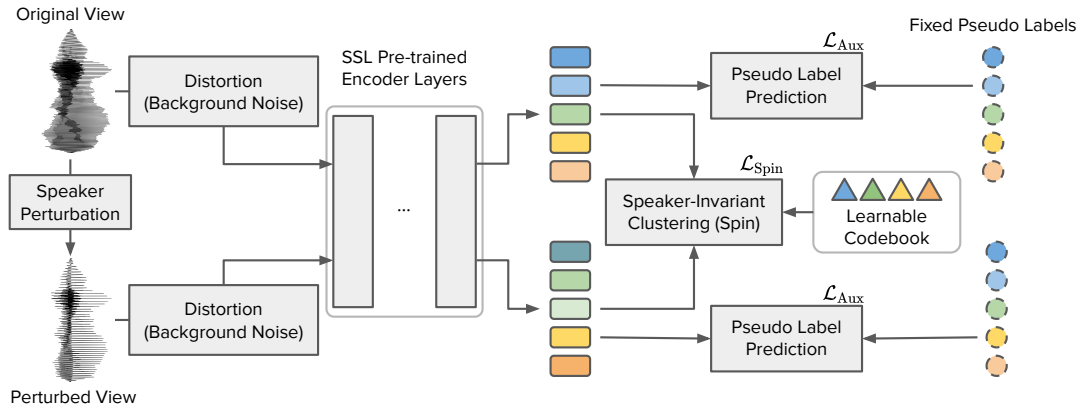 Original View
Distortion
(Background Noise)
SSL Pre-trained
Encoder Layers
ℒAux
Pseudo Label
Prediction
Fixed Pseudo Labels
Speaker
Perturbation
...
ℒSpin
Speaker-Invariant
Clustering (Spin)
Learnable
Codebook
Distortion
(Background Noise)
ℒAux
Pseudo Label
Prediction
Perturbed View